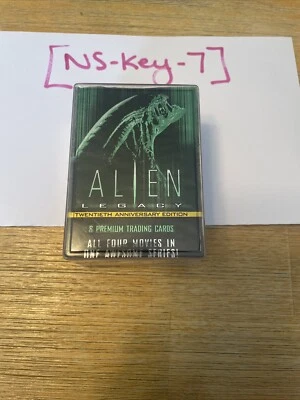 [NS-Key-7]
ALIEN
LEGACY
TWENTIETH ANNIVERSARY EDITION
8 PREMIUM TRADING CARDS
ALL FOUR MOVIES IN
ONE AWESOME SERIES!